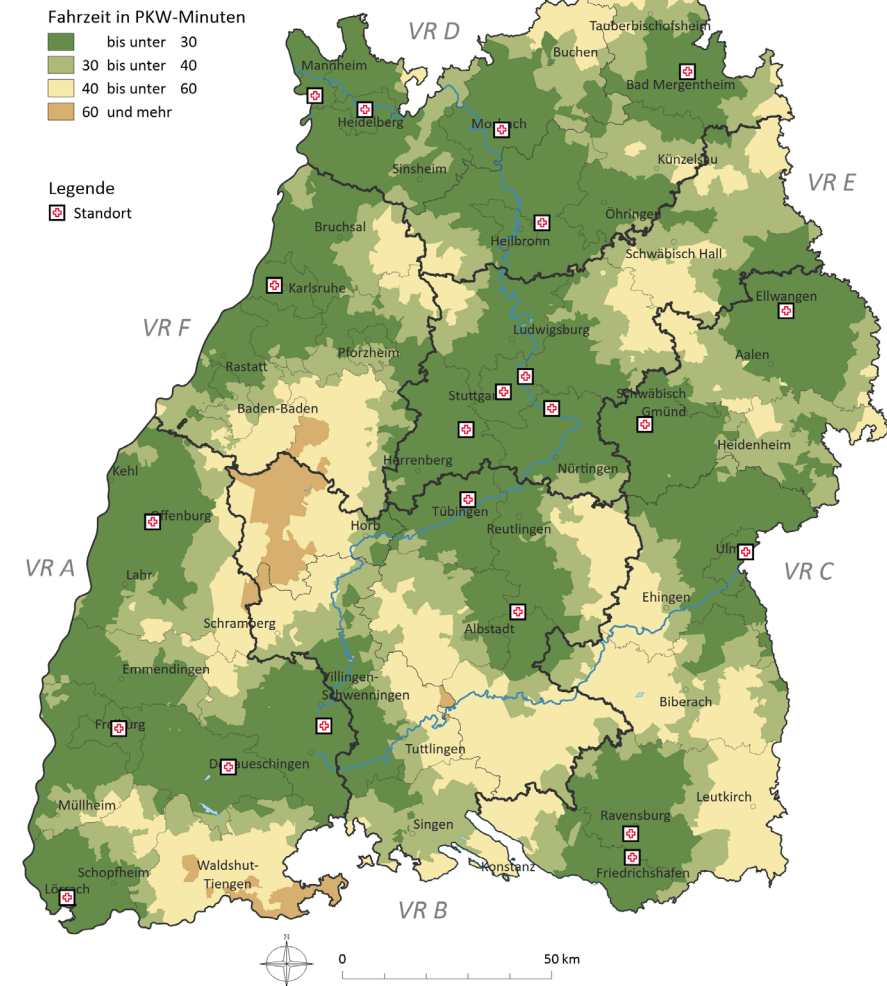 Fahrzeit in PKW-Minuten
bis unter 30
30 bis unter 40
40 bis unter 60
60 und mehr
Legende
Standort
VR D
Tauberbischofsheim
Buchen
Mannheim
Bad Mergentheim
Heidelberg
Mosbach
Sinsheim
Künzelsau
VR E
Bruchsal
Öhringen
Heilbronn
Schwäbisch Hall
Karlsruhe
Ellwangen
VR F
Ludwigsburg
Pforzheim
Aalen
Rastatt
Stuttgart
Schwäbisch
Gmünd
Baden-Baden
Heidenheim
Herrenberg
Nürtingen
Kehl
Tübingen
Offenburg
Horb
Reutlingen
Ulm
VR A
Lahr
VR C
Ehingen
Schramberg
Albstadt
Emmendingen
Villingen-
Schwenningen
Biberach
Freiburg
Tuttlingen
Donaueschingen
Leutkirch
Müllheim
Ravensburg
Singen
Waldshut-
Tiengen
Schopfheim
Konstanz
Friedrichshafen
Lörrach
VR B
N
0
50 km